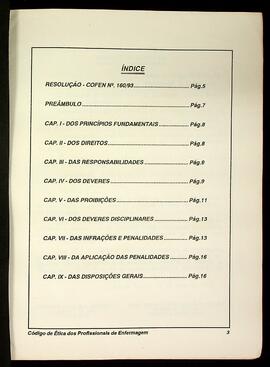 ÍNDICE
RESOLUÇÃO - COFEN Nº. 160/93.................... Pág.5
PREÂMBULO.................... Pág.7
CAP. I - DOS PRINCÍPIOS FUNDAMENTAIS.................... Pág.8
CAP. II - DOS DIREITOS.................... Pág.8
CAP. III - DAS RESPONSABILIDADES.................... Pág.8
CAP. IV - DOS DEVERES.................... Pág.9
CAP. V - DAS PROIBIÇÕES.................... Pág.11
CAP. VI - DOS DEVERES DISCIPLINARES.................... Pág.13
CAP. VII - DAS INFRAÇÕES E PENALIDADES.................... Pág.13
CAP. VIII - DA APLICAÇÃO DAS PENALIDADES.................... Pág.16
CAP. IX - DAS DISPOSIÇÕES GERAIS.................... Pág.16
Código de Ética dos Profissionais de Enfermagem 3